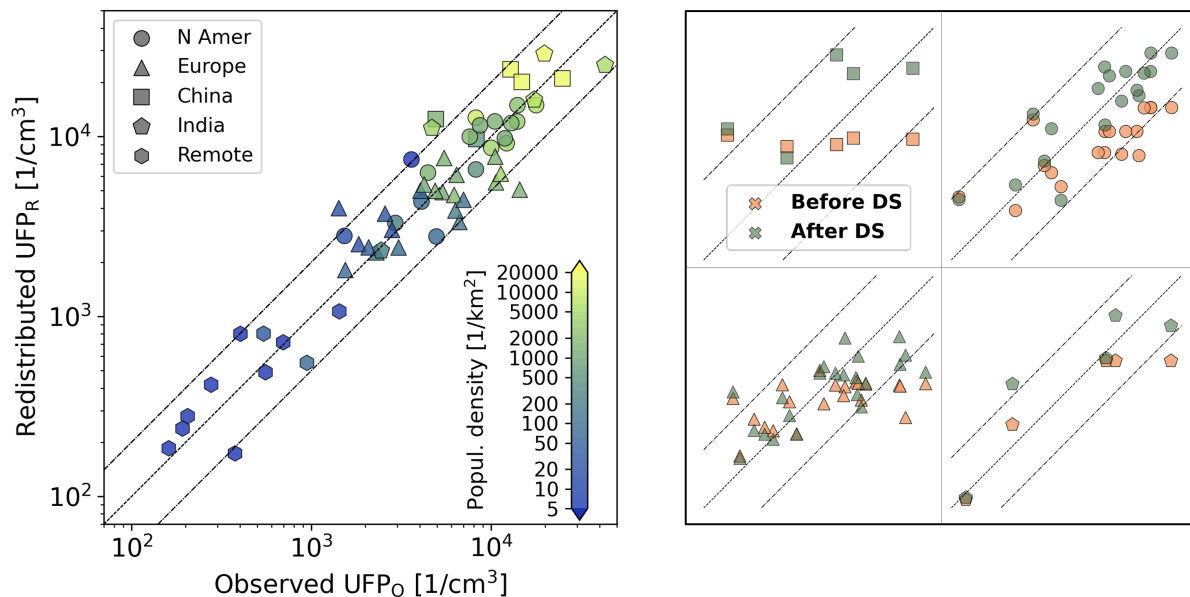 N Amer
Europe
China
India
Remote
Redistributed UFP_R [1/cm³]
10⁴
10³
10²
Popul. density [1/km²]
20000
10000
5000
2000
1000
500
200
100
50
20
10
5
10² 10³ 10⁴
Observed UFP_O [1/cm³]
Before DS
After DS